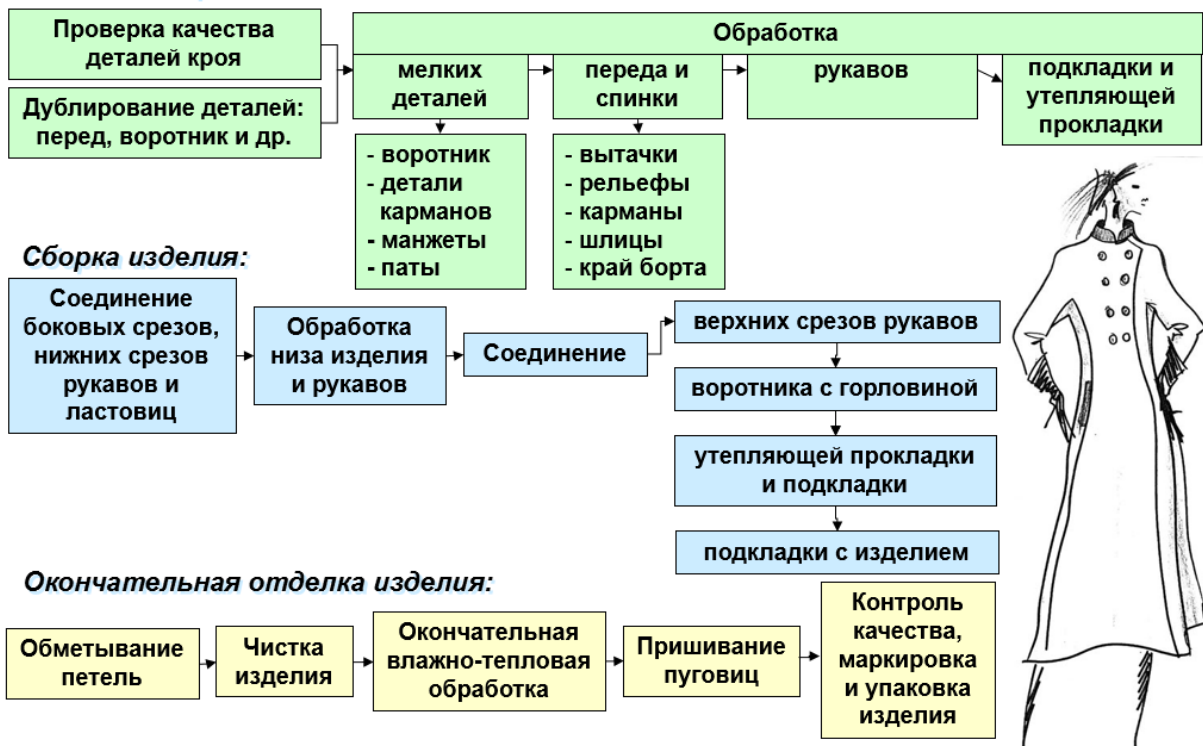 Проверка качества
деталей кроя
Дублирование деталей:
перед, воротник и др.
Обработка
мелких
деталей
переда и
спинки
рукавов
подкладки и
утепляющей
прокладки
- воротник
- детали
карманов
- манжеты
- паты
- вытачки
- рельефы
- карманы
- шлицы
- край борта
Сборка изделия:
Соединение
боковых срезов,
нижних срезов
рукавов и
ластовиц
Обработка
низа изделия
и рукавов
Соединение
верхних срезов рукавов
воротника с горловиной
утепляющей прокладки
и подкладки
подкладки с изделием
Окончательная отделка изделия:
Обметывание
петель
Чистка
изделия
Окончательная
влажно-тепловая
обработка
Пришивание
пуговиц
Контроль
качества,
маркировка
и упаковка
изделия